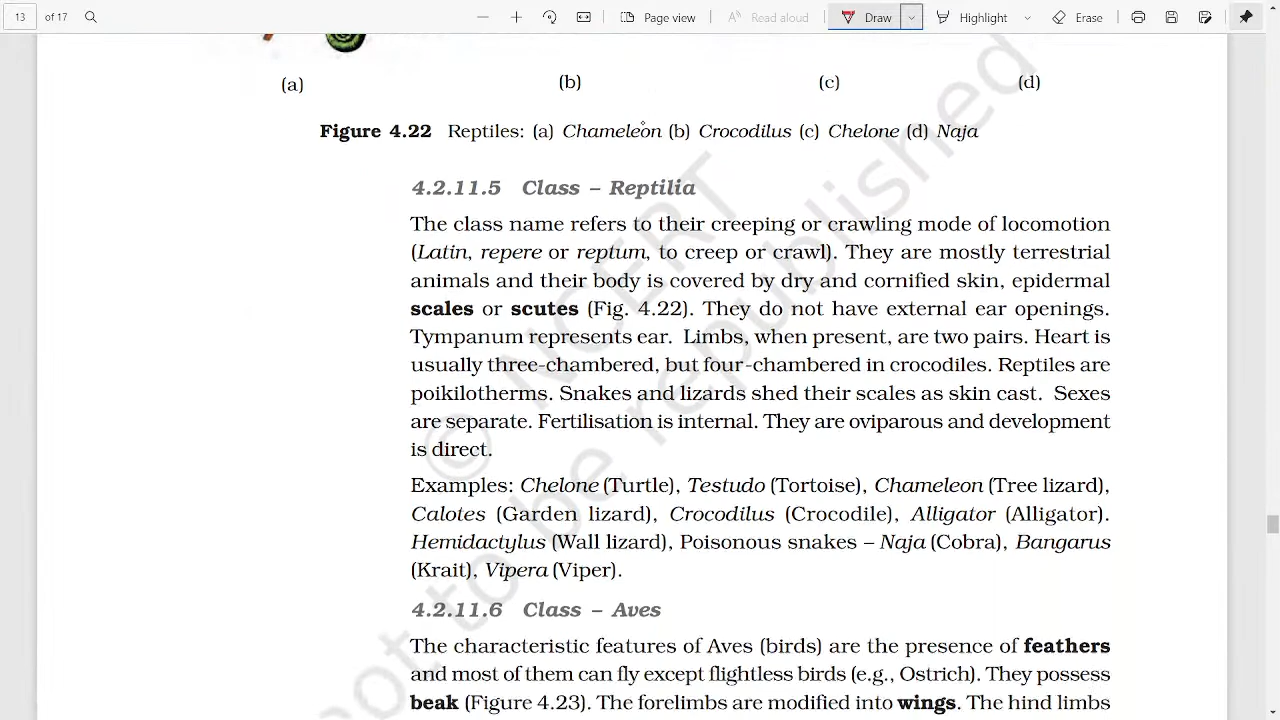 13 of 17 Page view Read aloud Draw Highlight Erase
(a) (b) (c) (d)
Figure 4.22 Reptiles: (a) Chameleon (b) Crocodilus (c) Chelone (d) Naja
4.2.11.5 Class – Reptilia
The class name refers to their creeping or crawling mode of locomotion
(Latin, repere or reptum, to creep or crawl). They are mostly terrestrial
animals and their body is covered by dry and cornified skin, epidermal
scales or scutes (Fig. 4.22). They do not have external ear openings.
Tympanum represents ear. Limbs, when present, are two pairs. Heart is
usually three-chambered, but four-chambered in crocodiles. Reptiles are
poikilotherms. Snakes and lizards shed their scales as skin cast. Sexes
are separate. Fertilisation is internal. They are oviparous and development
is direct.
Examples: Chelone (Turtle), Testudo (Tortoise), Chameleon (Tree lizard),
Calotes (Garden lizard), Crocodilus (Crocodile), Alligator (Alligator).
Hemidactylus (Wall lizard), Poisonous snakes – Naja (Cobra), Bangarus
(Krait), Vipera (Viper).
4.2.11.6 Class – Aves
The characteristic features of Aves (birds) are the presence of feathers
and most of them can fly except flightless birds (e.g., Ostrich). They possess
beak (Figure 4.23). The forelimbs are modified into wings. The hind limbs
© NCERT
not to be republished